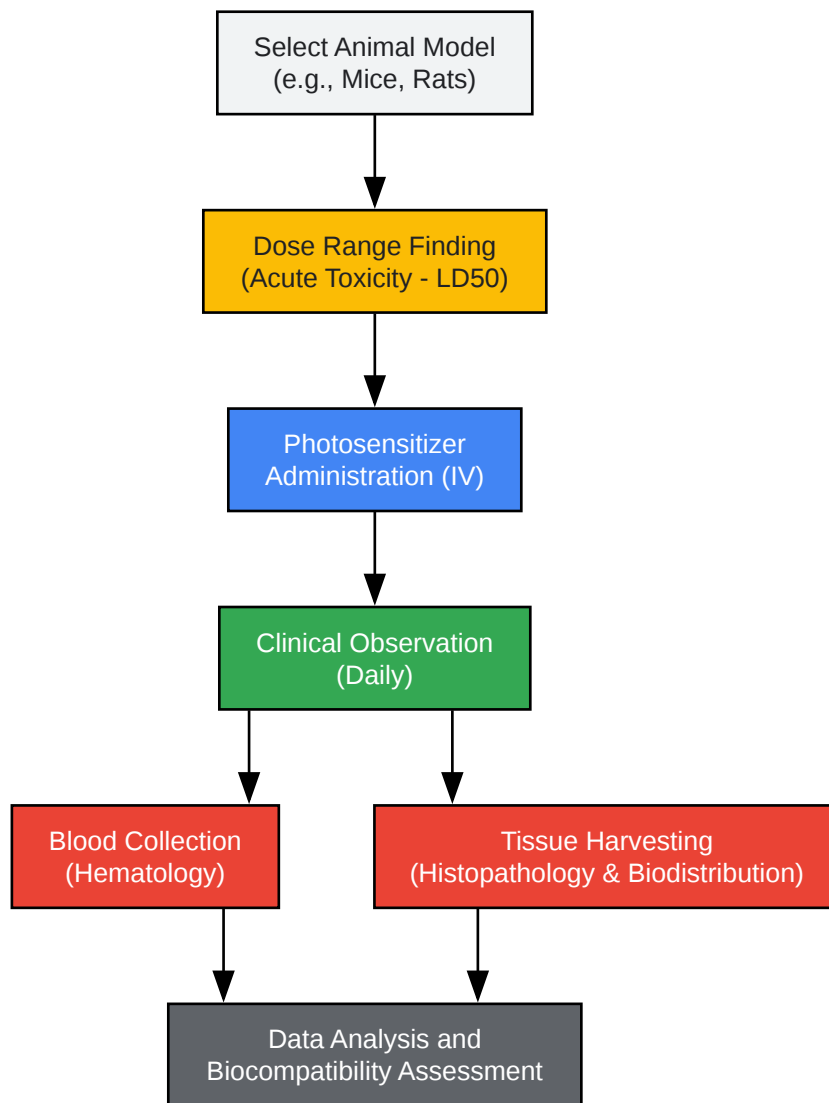 Select Animal Model
(e.g., Mice, Rats)
Dose Range Finding
(Acute Toxicity - LD50)
Photosensitizer
Administration (IV)
Clinical Observation
(Daily)
Blood Collection
(Hematology)
Tissue Harvesting
(Histopathology & Biodistribution)
Data Analysis and
Biocompatibility Assessment